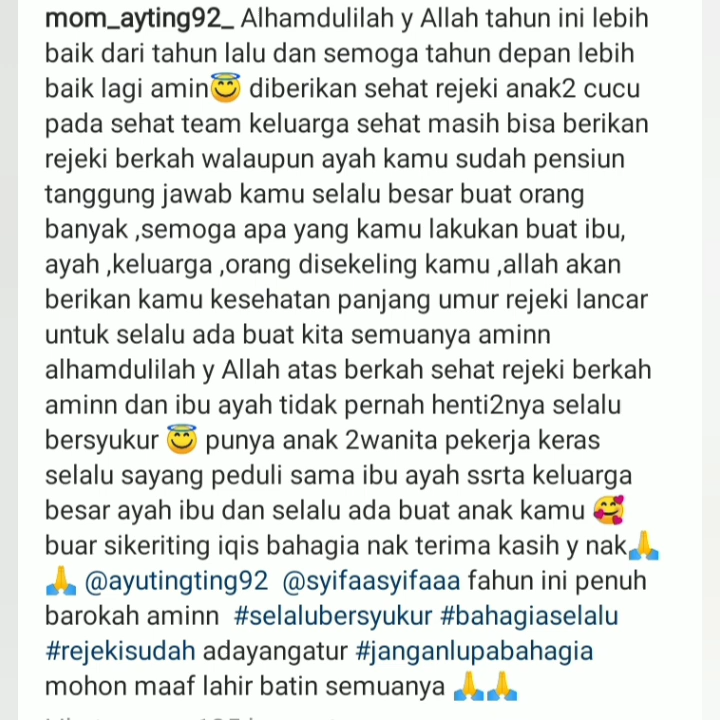 mom_ayting92_ Alhamdulilah y Allah tahun ini lebih
baik dari tahun lalu dan semoga tahun depan lebih
baik lagi amin😇 diberikan sehat rejeki anak2 cucu
pada sehat team keluarga sehat masih bisa berikan
rejeki berkah walaupun ayah kamu sudah pensiun
tanggung jawab kamu selalu besar buat orang
banyak ,semoga apa yang kamu lakukan buat ibu,
ayah ,keluarga ,orang disekeling kamu ,allah akan
berikan kamu kesehatan panjang umur rejeki lancar
untuk selalu ada buat kita semuanya aminn
alhamdulilah y Allah atas berkah sehat rejeki berkah
aminn dan ibu ayah tidak pernah henti2nya selalu
bersyukur 😇 punya anak 2wanita pekerja keras
selalu sayang peduli sama ibu ayah ssrta keluarga
besar ayah ibu dan selalu ada buat anak kamu 🥰
buar sikeriting iqis bahagia nak terima kasih y nak🙏
🙏 @ayutingting92 @syifaasyifaaa fahun ini penuh
barokah aminn #selalubersyukur #bahagiaselalu
#rejekisudah adayangatur #janganlupabahagia
mohon maaf lahir batin semuanya 🙏🙏